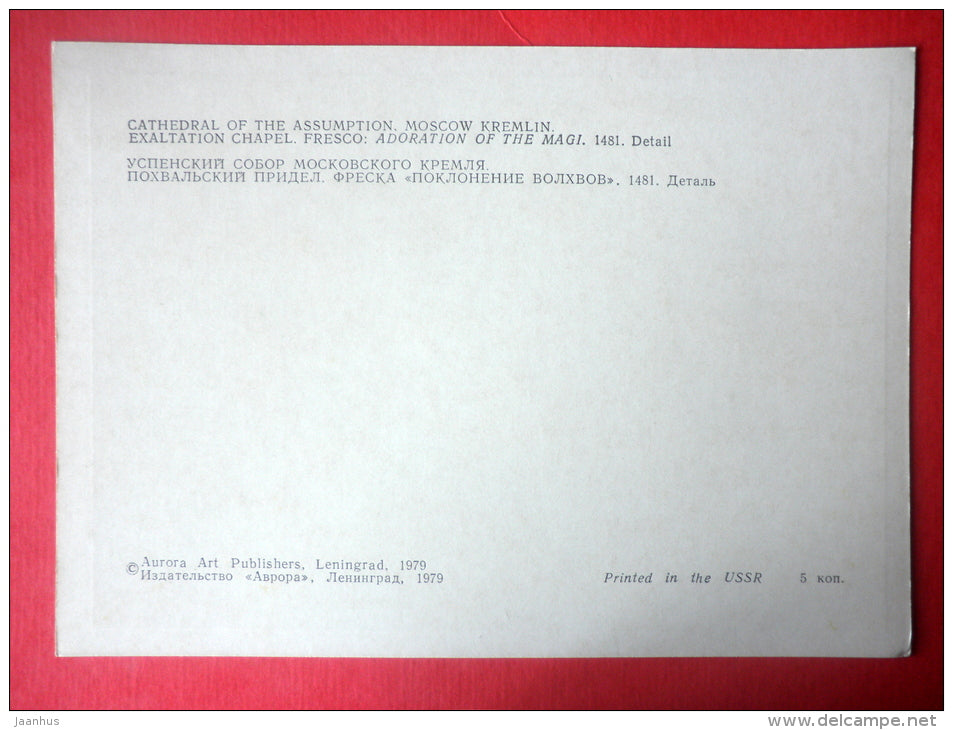 CATHEDRAL OF THE ASSUMPTION. MOSCOW KREMLIN.
EXALTATION CHAPEL. FRESCO: ADORATION OF THE MAGI. 1481. Detail
УСПЕНСКИЙ СОБОР МОСКОВСКОГО КРЕМЛЯ.
ПОХВАЛЬСКИЙ ПРИДЕЛ. ФРЕСКА «ПОКЛОНЕНИЕ ВОЛХВОВ». 1481. Деталь
© Aurora Art Publishers, Leningrad, 1979
Издательство «Аврора», Ленинград, 1979
Printed in the USSR 5 коп.
jaanhus
www.delcampe.net